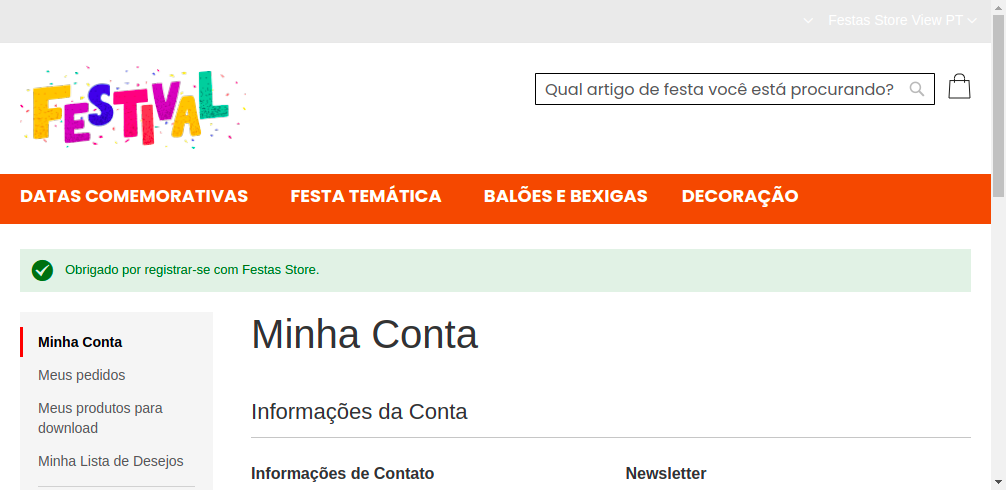 Festas Store View PT
FESTIVAL
Qual artigo de festa você está procurando?
DATAS COMEMORATIVAS FESTA TEMÁTICA BALÕES E BEXIGAS DECORAÇÃO
Obrigado por registrar-se com Festas Store.
Minha Conta
Meus pedidos
Meus produtos para
download
Minha Lista de Desejos
Minha Conta
Informações da Conta
Informações de Contato
Newsletter